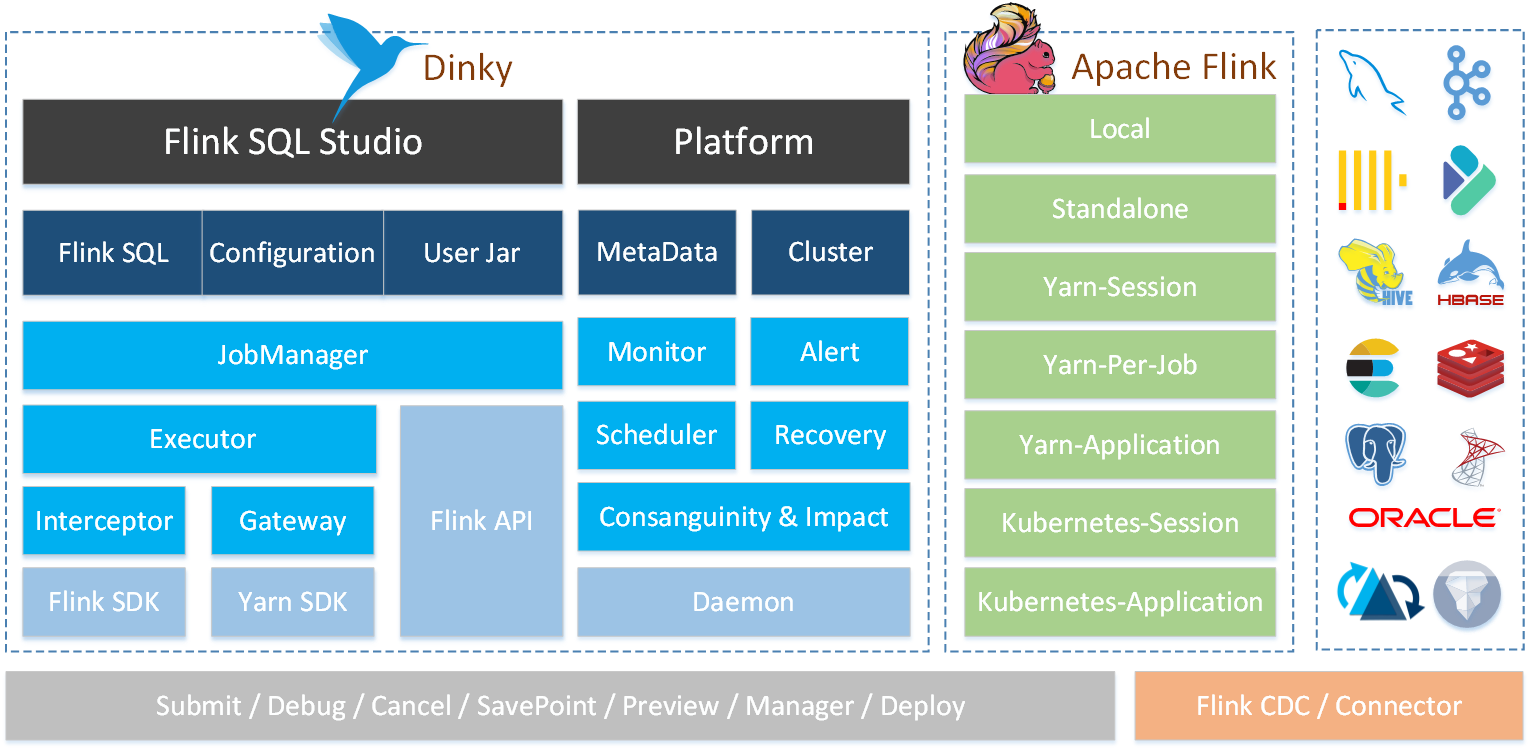 Dinky
Flink SQL Studio
Platform
Flink SQL
Configuration
User Jar
MetaData
Cluster
JobManager
Monitor
Alert
Executor
Scheduler
Recovery
Interceptor
Gateway
Flink API
Consanguinity & Impact
Flink SDK
Yarn SDK
Daemon
Apache Flink
Local
Standalone
Yarn-Session
Yarn-Per-Job
Yarn-Application
Kubernetes-Session
Kubernetes-Application
HIVE
HBASE
ORACLE®
Submit / Debug / Cancel / SavePoint / Preview / Manager / Deploy
Flink CDC / Connector